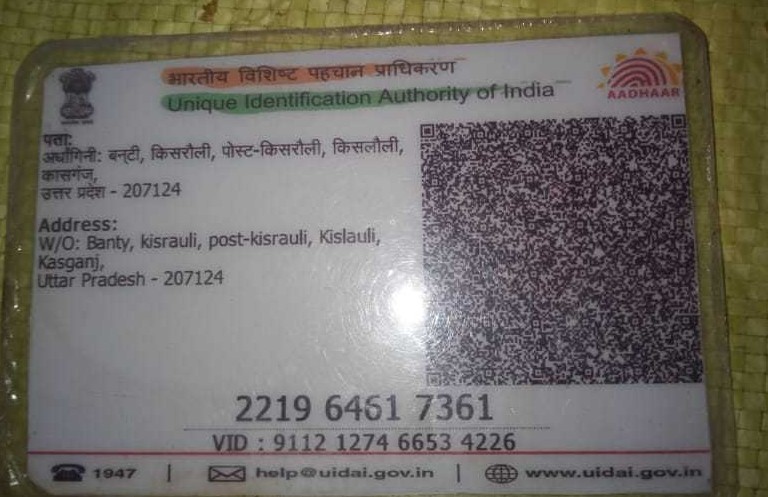 भारतीय विशिष्ट पहचान प्राधिकरण
Unique Identification Authority of India
AADHAAR
पता:
अर्धांगिनी: बन्टी, किसरौली, पोस्ट-किसरौली, किसलौली,
कासगंज,
उत्तर प्रदेश - 207124
Address:
W/O: Banty, kisrauli, post-kisrauli, Kislauli,
Kasganj,
Uttar Pradesh - 207124
2219 6461 7361
VID : 9112 1274 6653 4226
1947 | help@uidai.gov.in | www.uidai.gov.in